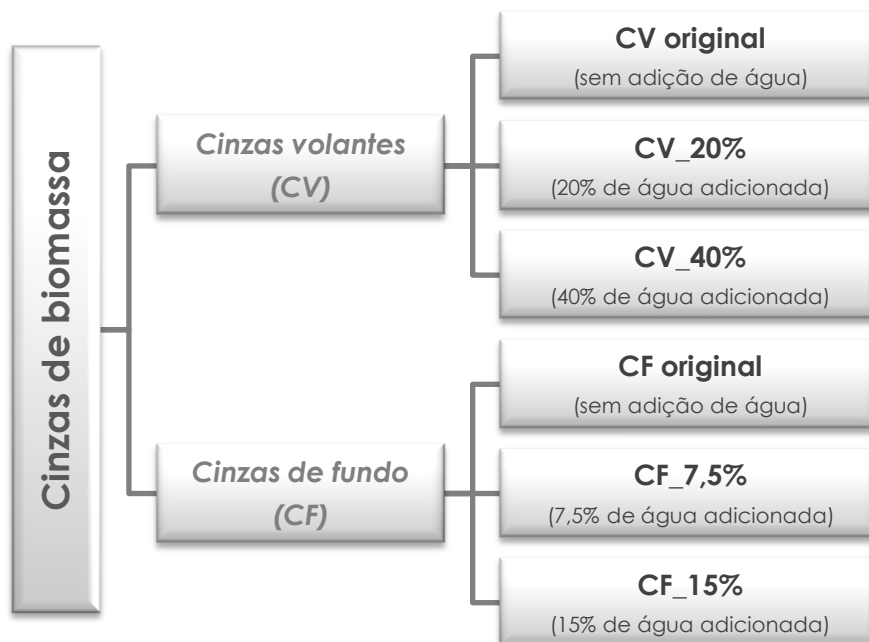 Cinzas de biomassa
Cinzas volantes
(CV)
CV original
(sem adição de água)
CV_20%
(20% de água adicionada)
CV_40%
(40% de água adicionada)
Cinzas de fundo
(CF)
CF original
(sem adição de água)
CF_7,5%
(7,5% de água adicionada)
CF_15%
(15% de água adicionada)